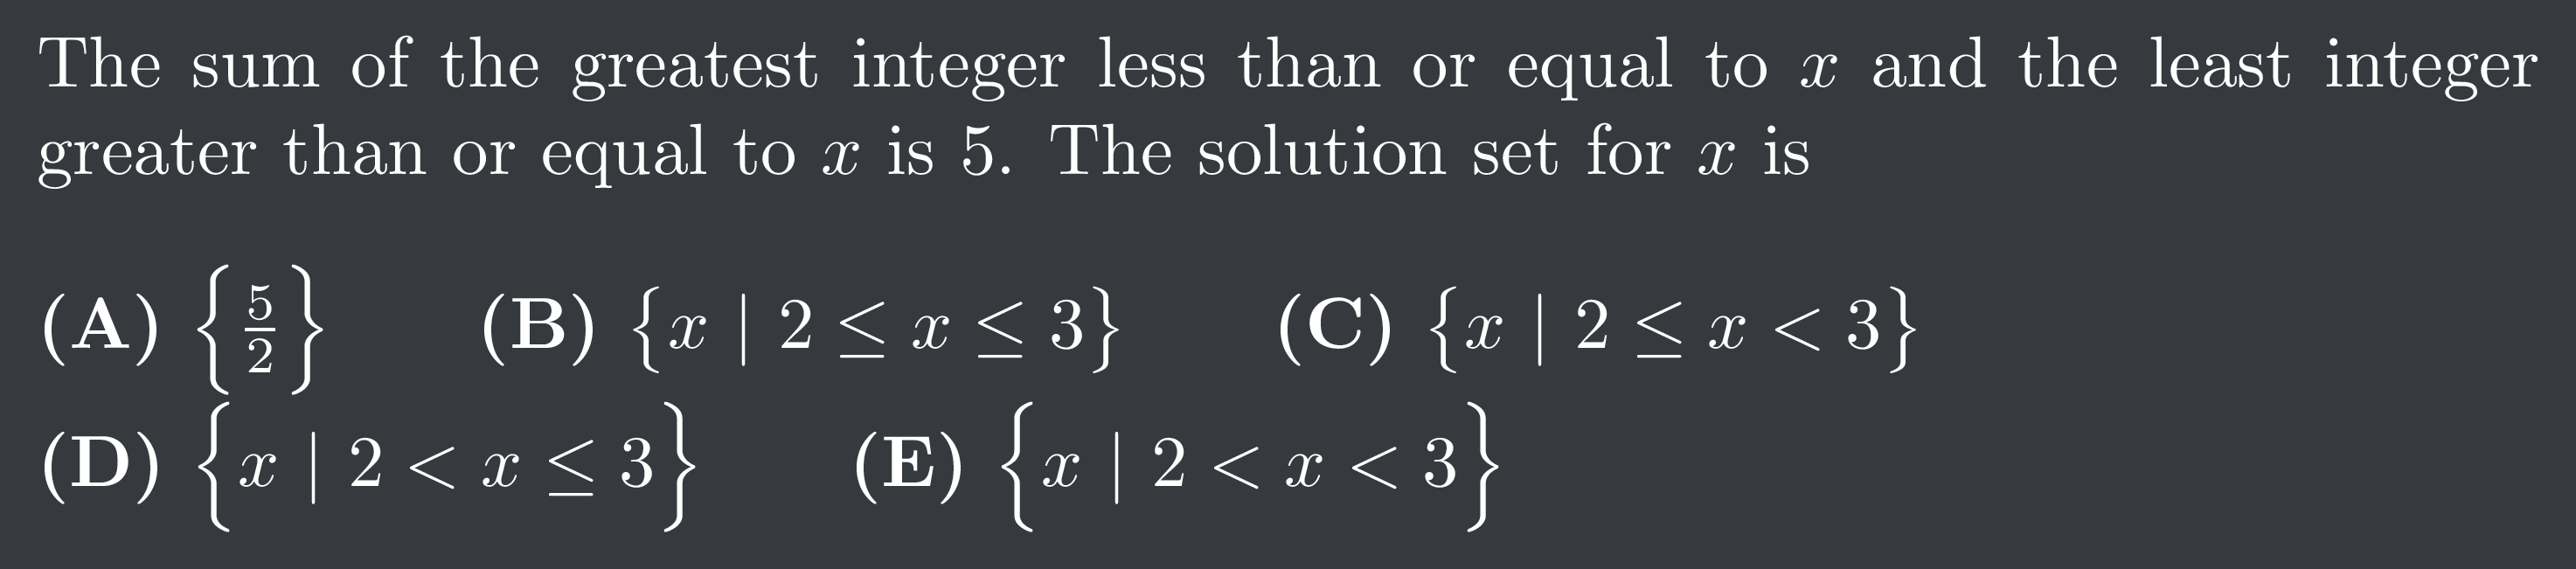 The sum of the greatest integer less than or equal to x and the least integer
greater than or equal to x is 5. The solution set for x is
(A) {5/2} (B) {x | 2 ≤ x ≤ 3} (C) {x | 2 ≤ x < 3}
(D) {x | 2 < x ≤ 3} (E) {x | 2 < x < 3}